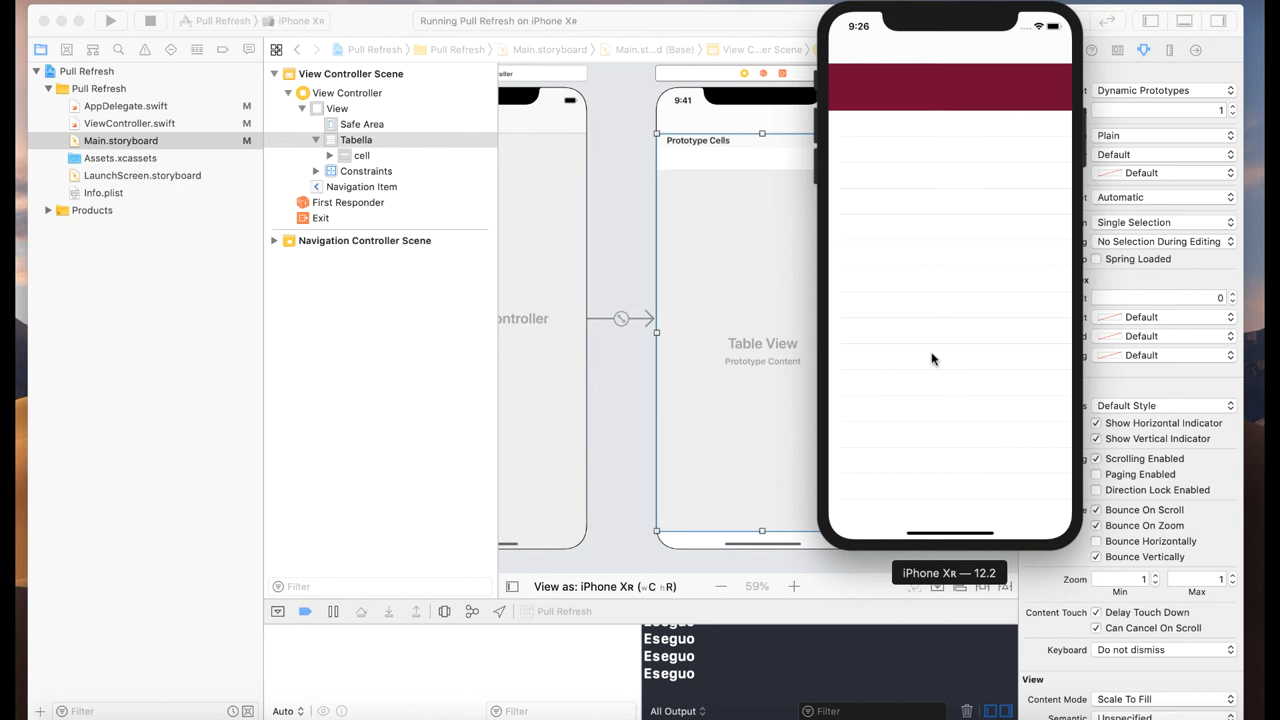 Pull Refresh
iPhone XR
Running Pull Refresh on iPhone XR
9:26
Pull Refresh
Pull Refresh
Main.storyboard
Main.st...d (Base)
View C...er Scene
Pull Refresh
Pull Refresh
AppDelegate.swift M
ViewController.swift M
Main.storyboard M
Assets.xcassets
LaunchScreen.storyboard
Info.plist
Products
View Controller Scene
View Controller
View
Safe Area
Tabella
cell
Constraints
Navigation Item
First Responder
Exit
Navigation Controller Scene
9:41
Prototype Cells
ontroller
Table View
Prototype Content
Dynamic Prototypes
1
Plain
Default
Default
Automatic
Single Selection
No Selection During Editing
Spring Loaded
0
Default
Default
Default
Default Style
Show Horizontal Indicator
Show Vertical Indicator
Scrolling Enabled
Paging Enabled
Direction Lock Enabled
Bounce On Scroll
Bounce On Zoom
Bounce Horizontally
Bounce Vertically
Zoom 1 1
Min Max
Content Touch Delay Touch Down
Can Cancel On Scroll
Keyboard Do not dismiss
View
Content Mode Scale To Fill
iPhone XR — 12.2
Filter
View as: iPhone XR (wC hR)
59%
Pull Refresh
Eseguo
Eseguo
Eseguo
Eseguo
Filter
Auto
Filter
All Output
Filter